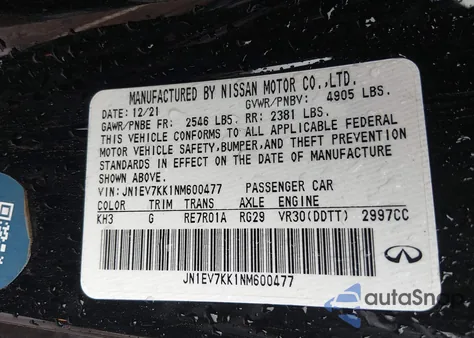 MANUFACTURED BY NISSAN MOTOR CO.,LTD.
DATE: 12/21 GVWR/PNBV: 4905 LBS.
GAWR/PNBE FR: 2546 LBS. RR: 2381 LBS.
THIS VEHICLE CONFORMS TO ALL APPLICABLE FEDERAL
MOTOR VEHICLE SAFETY, BUMPER, AND THEFT PREVENTION
STANDARDS IN EFFECT ON THE DATE OF MANUFACTURE
SHOWN ABOVE.
VIN: JN1EV7KK1NM600477 PASSENGER CAR
COLOR TRIM TRANS AXLE ENGINE
KH3 G RE7R01A RG29 VR30(DDTT) 2997CC
JN1EV7KK1NM600477
autoSnap